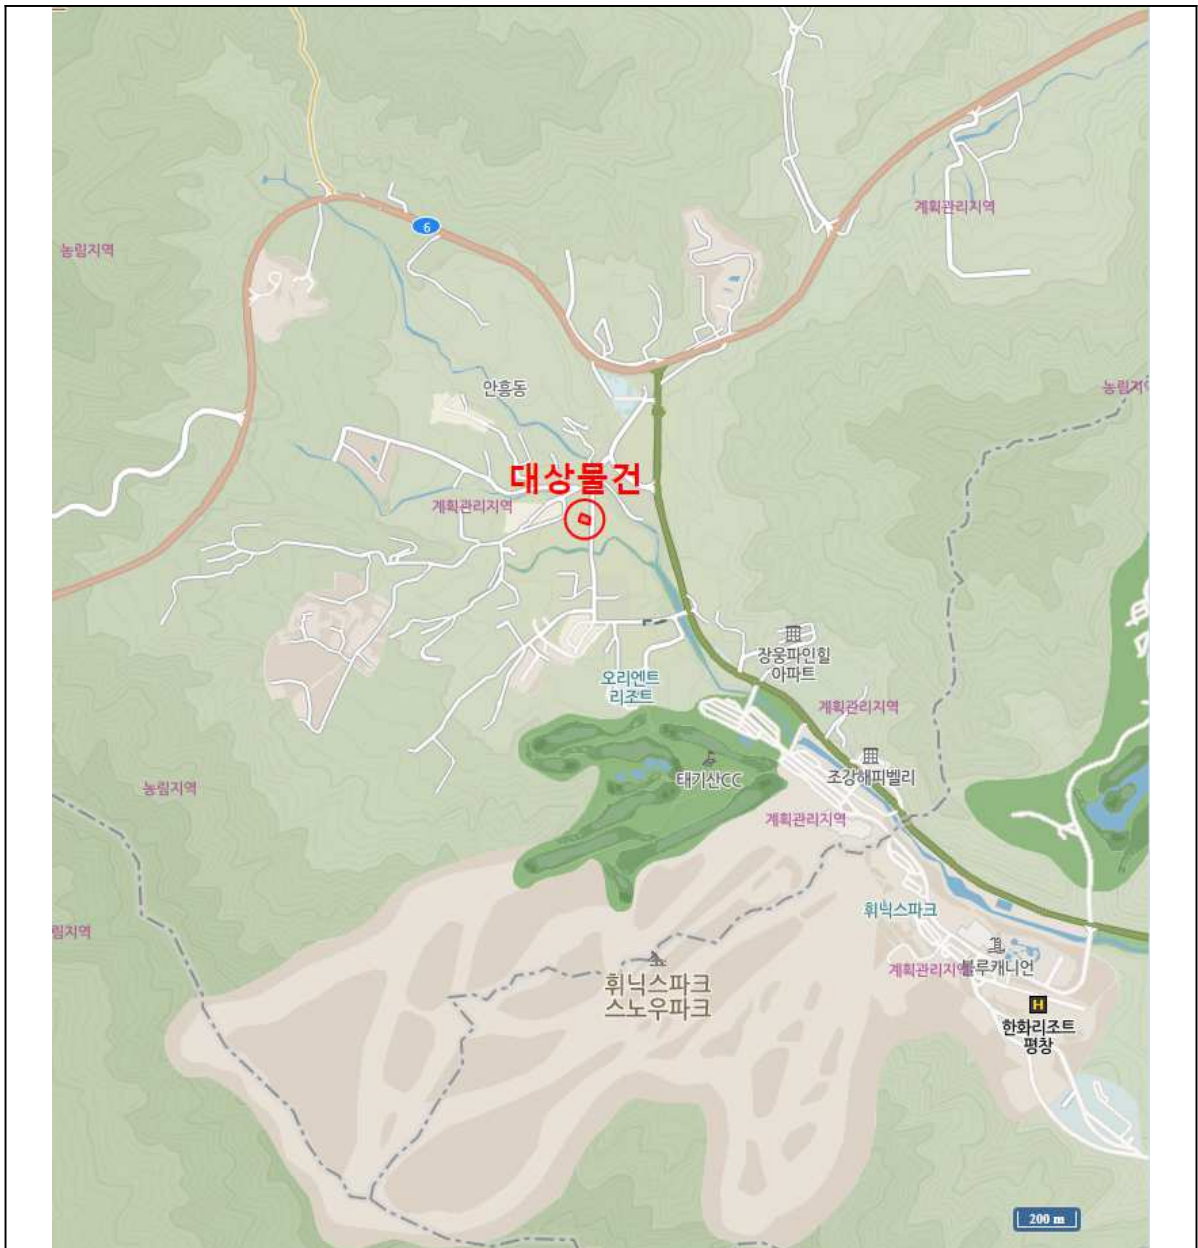 계획관리지역
6
농림지역
안흥동
농림지
대상물건
계획관리지역
장웅파인힐
아파트
오리엔트
리조트
계획관리지역
태기산CC
조강해피벨리
농림지역
계획관리지역
휘닉스파크
림지역
블루캐니언
계획관리지역
휘닉스파크
스노우파크
H
한화리조트
평창
200 m